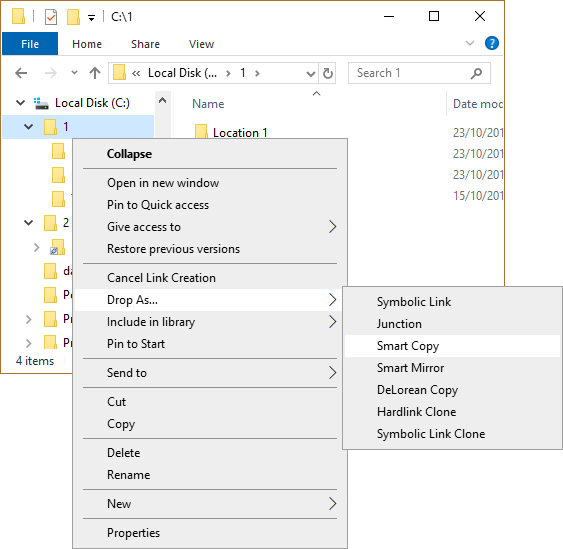 C:\1
File
Home
Share
View
Local Disk (...
1
Search 1
Local Disk (C:)
1
2
da
Po
Pr
Pr
4 items
Name
Date mod
Location 1
23/10/201
23/10/201
23/10/201
15/10/201
Collapse
Open in new window
Pin to Quick access
Give access to
Restore previous versions
Cancel Link Creation
Drop As...
Include in library
Pin to Start
Send to
Cut
Copy
Delete
Rename
New
Properties
Symbolic Link
Junction
Smart Copy
Smart Mirror
DeLorean Copy
Hardlink Clone
Symbolic Link Clone